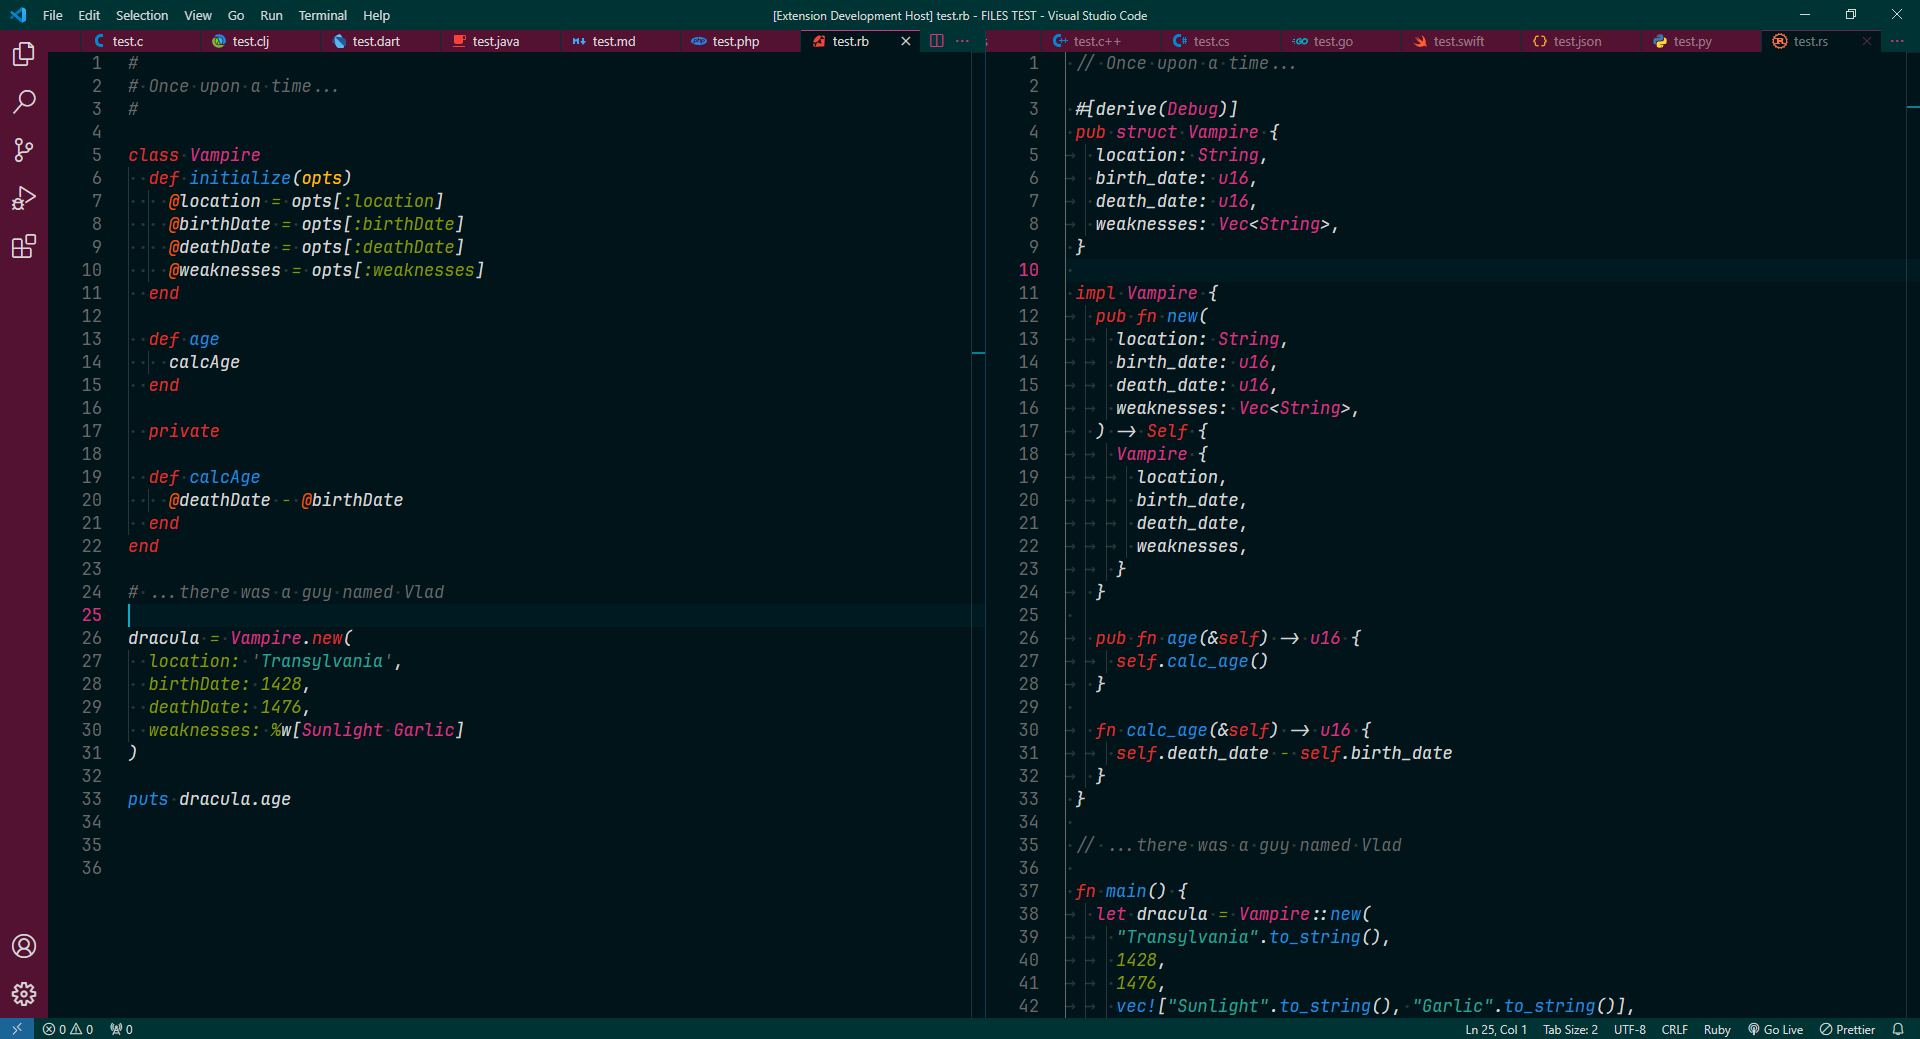 File Edit Selection View Go Run Terminal Help [Extension Development Host] test.rb - FILES TEST - Visual Studio Code
test.c test.clj test.dart test.java test.md test.php test.rb
1 #
2 # Once upon a time...
3 #
4
5 class Vampire
6 def initialize(opts)
7 @location = opts[:location]
8 @birthDate = opts[:birthDate]
9 @deathDate = opts[:deathDate]
10 @weaknesses = opts[:weaknesses]
11 end
12
13 def age
14 calcAge
15 end
16
17 private
18
19 def calcAge
20 @deathDate - @birthDate
21 end
22 end
23
24 # ...there was a guy named Vlad
25
26 dracula = Vampire.new(
27 location: 'Transylvania',
28 birthDate: 1428,
29 deathDate: 1476,
30 weaknesses: %w[Sunlight Garlic]
31 )
32
33 puts dracula.age
34
35
36
test.c++ test.cs test.go test.swift test.json test.py test.rs
1 // Once upon a time...
2
3 #[derive(Debug)]
4 pub struct Vampire {
5 location: String,
6 birth_date: u16,
7 death_date: u16,
8 weaknesses: Vec<String>,
9 }
10
11 impl Vampire {
12 pub fn new(
13 location: String,
14 birth_date: u16,
15 death_date: u16,
16 weaknesses: Vec<String>,
17 ) -> Self {
18 Vampire {
19 location,
20 birth_date,
21 death_date,
22 weaknesses,
23 }
24 }
25
26 pub fn age(&self) -> u16 {
27 self.calc_age()
28 }
29
30 fn calc_age(&self) -> u16 {
31 self.death_date - self.birth_date
32 }
33 }
34
35 // ...there was a guy named Vlad
36
37 fn main() {
38 let dracula = Vampire::new(
39 "Transylvania".to_string(),
40 1428,
41 1476,
42 vec!["Sunlight".to_string(), "Garlic".to_string()],
0 0 0 Ln 25, Col 1 Tab Size: 2 UTF-8 CRLF Ruby Go Live Prettier